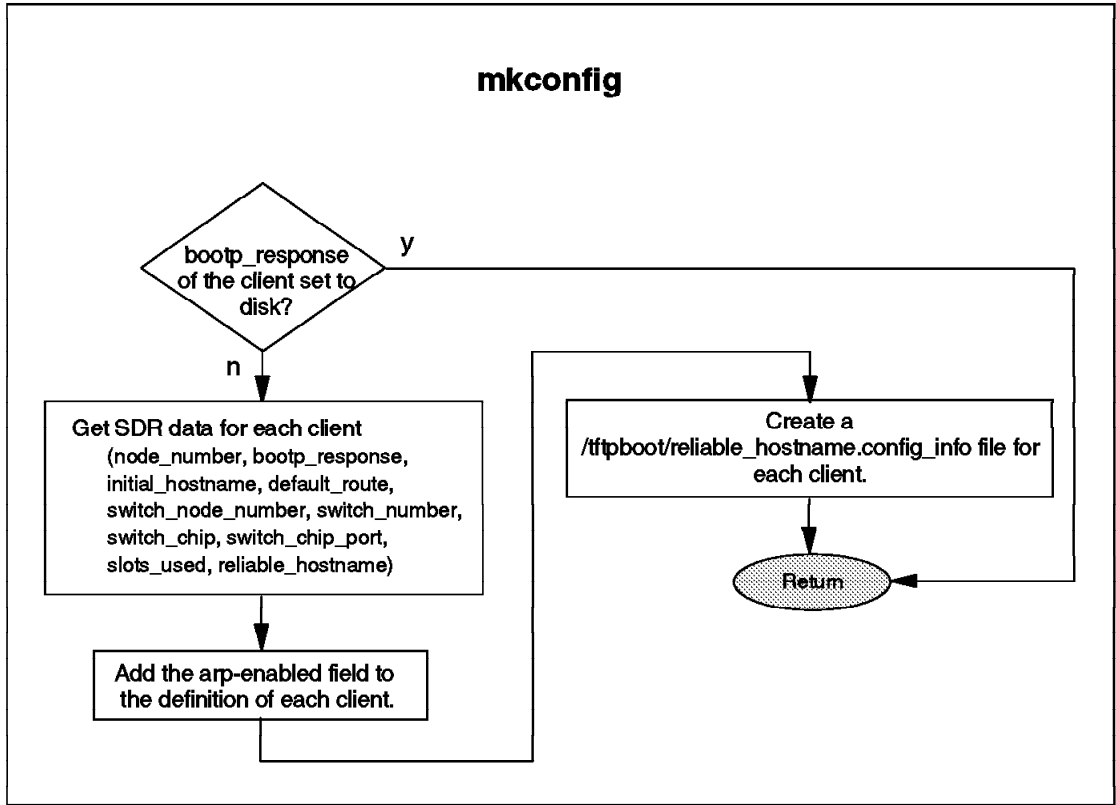 mkconfig
bootp_response
of the client set to
disk?
y
n
Get SDR data for each client
(node_number, bootp_response,
initial_hostname, default_route,
switch_node_number, switch_number,
switch_chip, switch_chip_port,
slots_used, reliable_hostname)
Add the arp-enabled field to
the definition of each client.
Create a
/tftpboot/reliable_hostname.config_info file for
each client.
Return